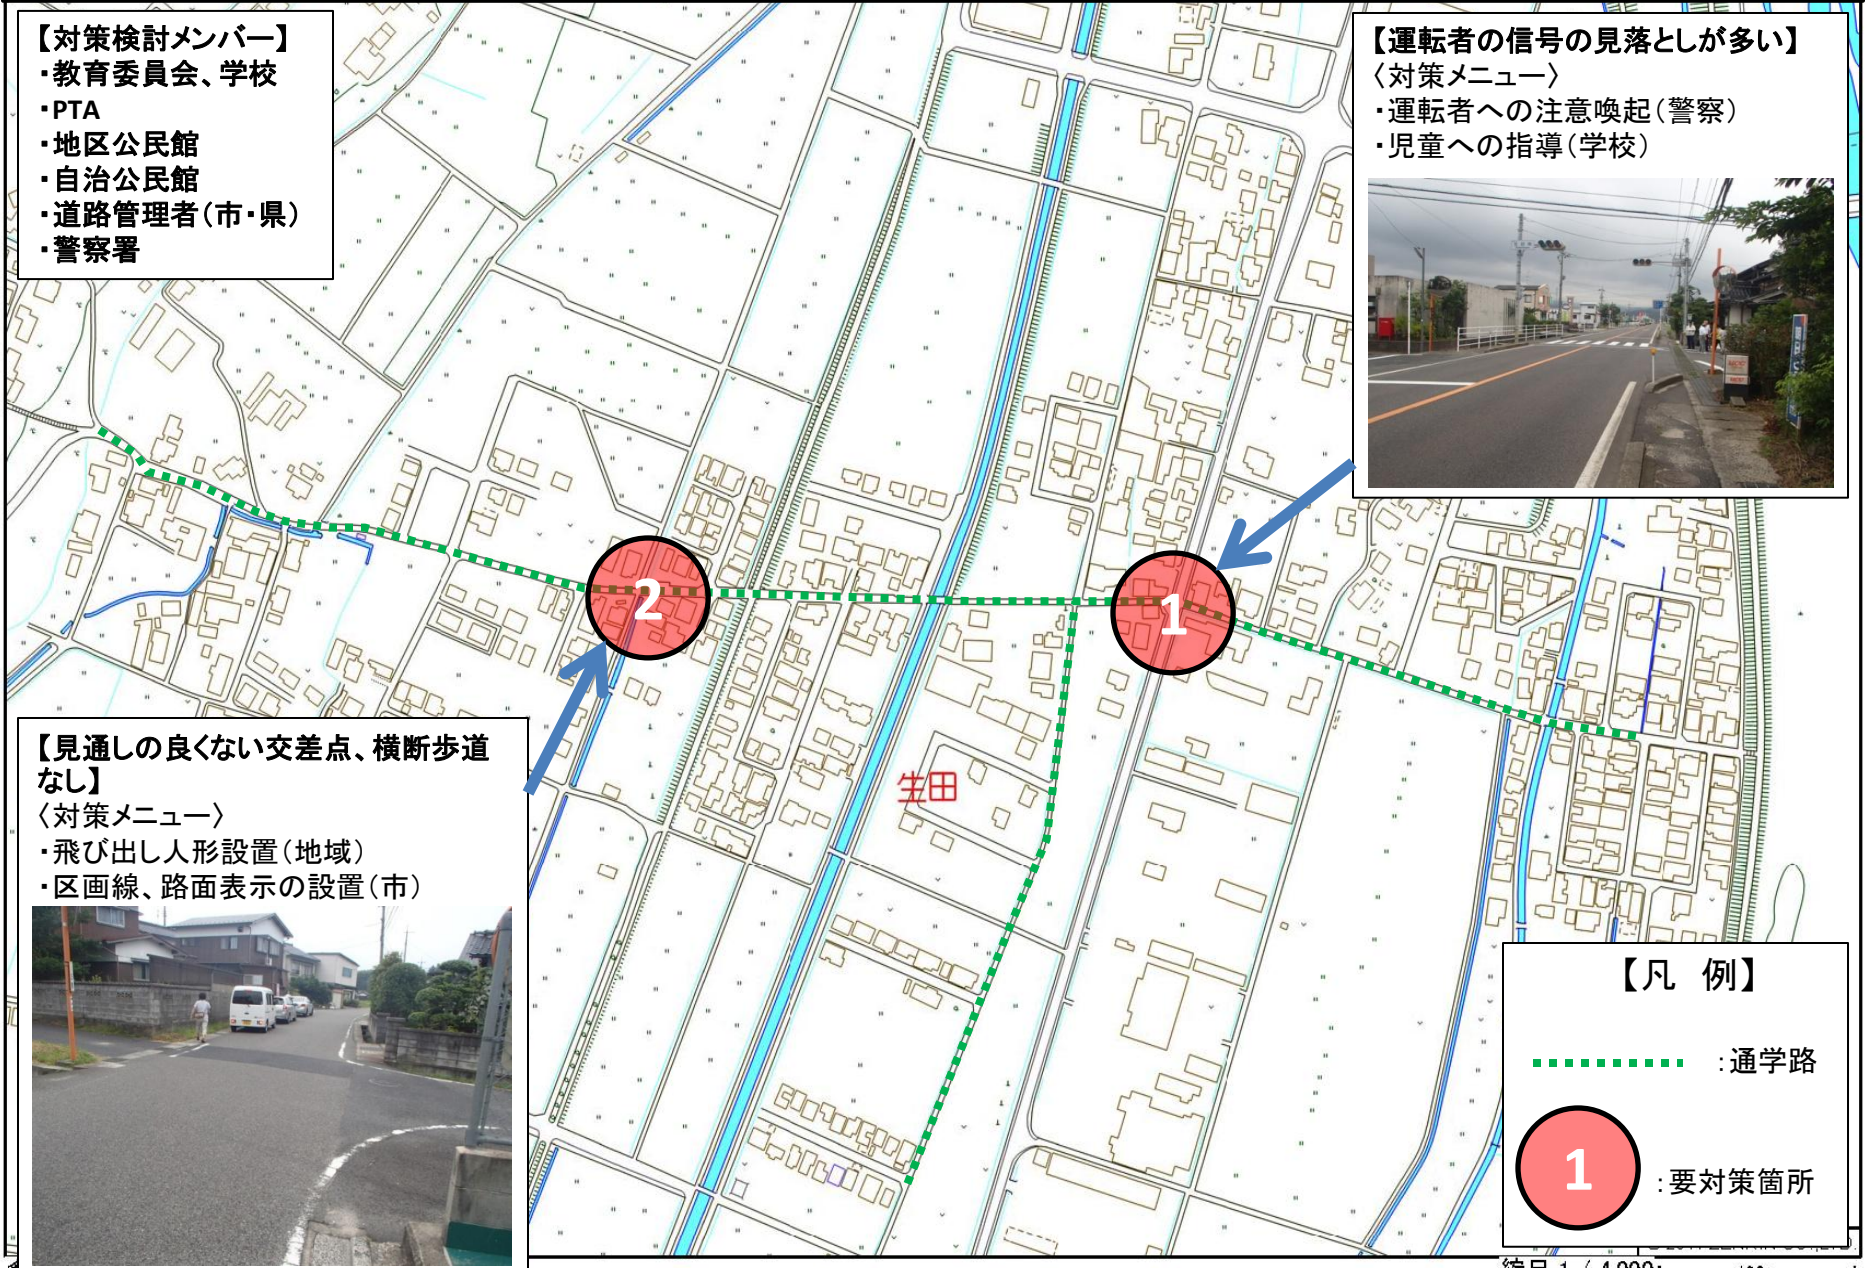 【対策検討メンバー】
・教育委員会、学校
・PTA
・地区公民館
・自治公民館
・道路管理者(市・県)
・警察署
【運転者の信号の見落としが多い】
〈対策メニュー〉
・運転者への注意喚起(警察)
・児童への指導(学校)
2
1
生田
【見通しの良くない交差点、横断歩道
なし】
〈対策メニュー〉
・飛び出し人形設置(地域)
・区画線、路面表示の設置(市)
【凡 例】
:通学路
1
:要対策箇所